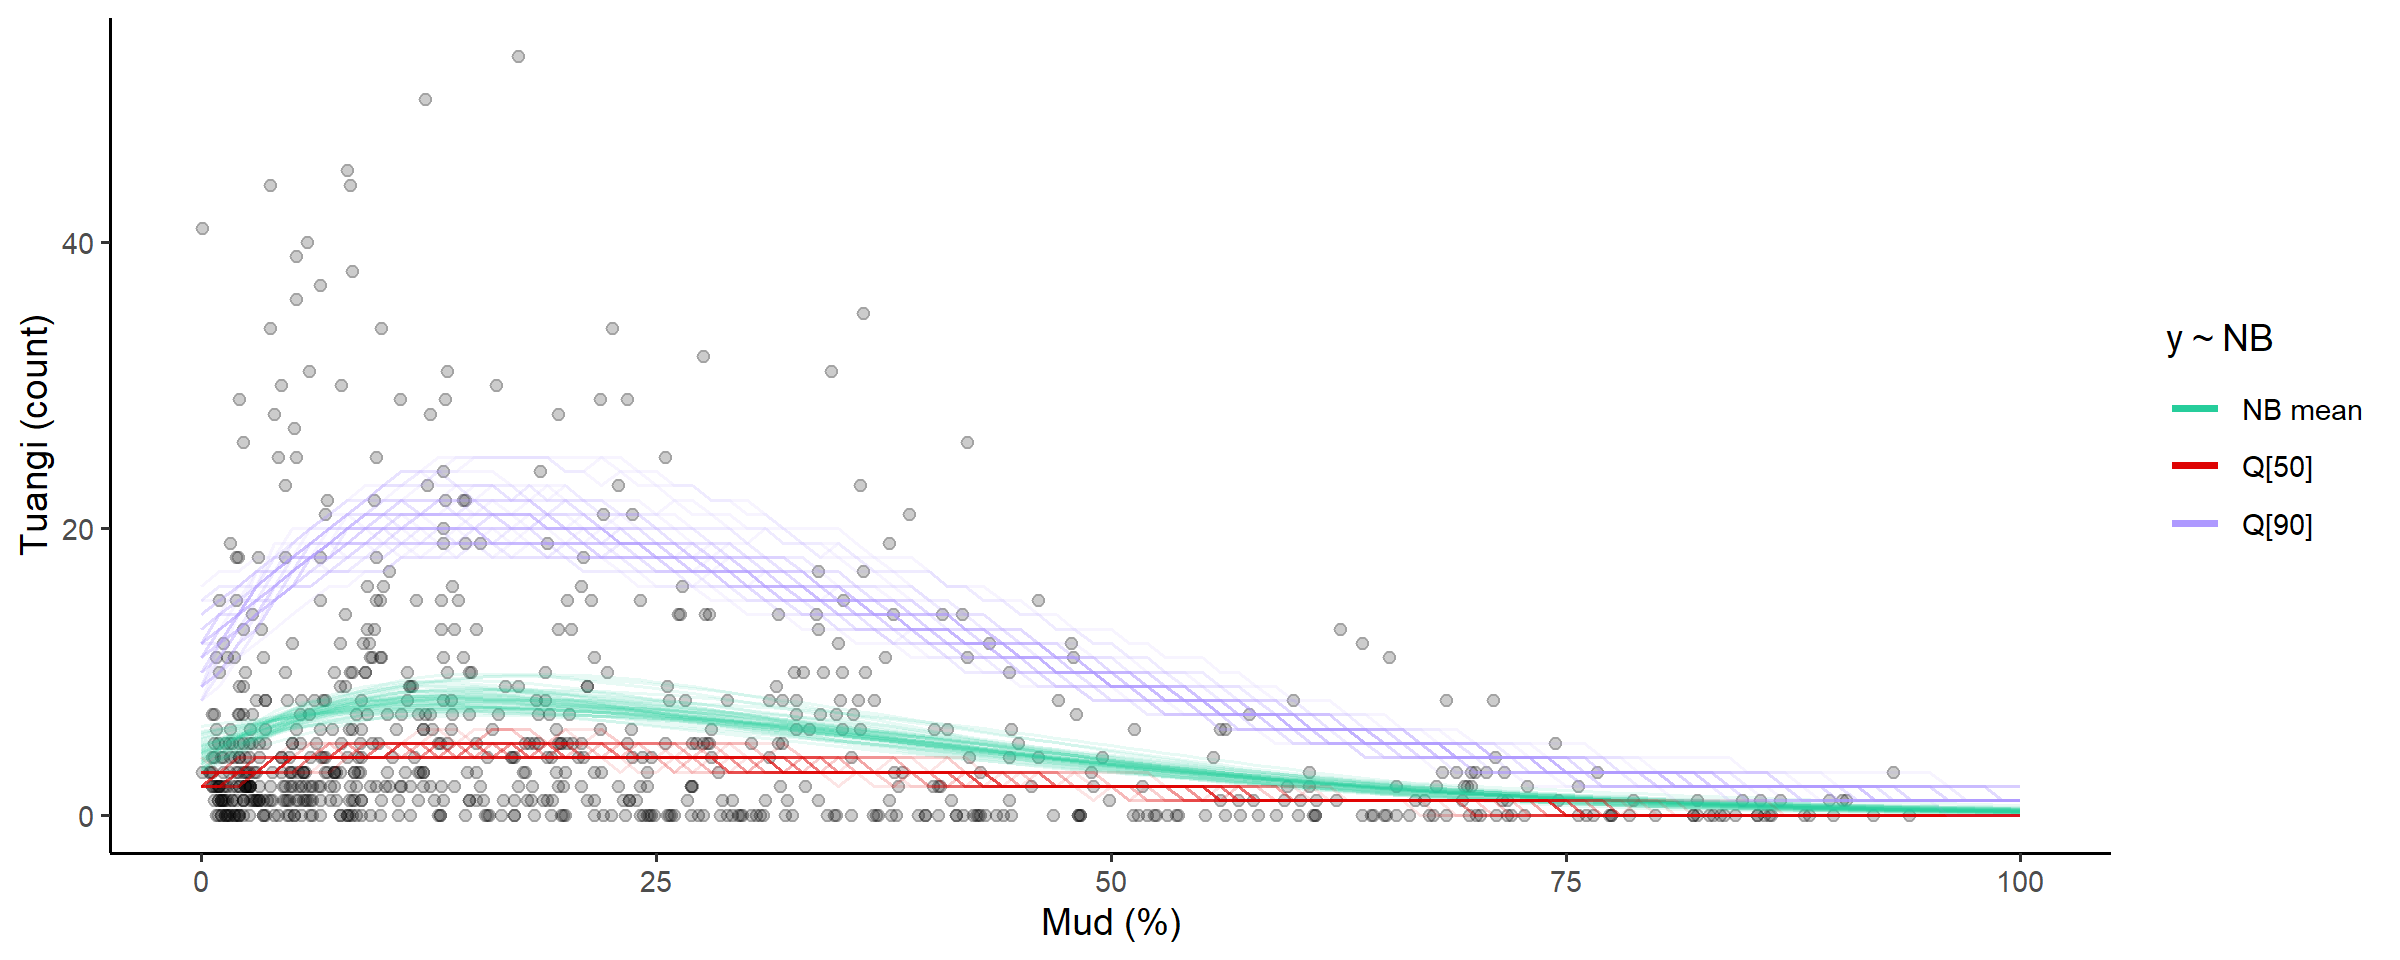 Tuangi (count)
40
20
0
0 25 50 75 100
Mud (%)
y ~ NB
NB mean
Q[50]
Q[90]